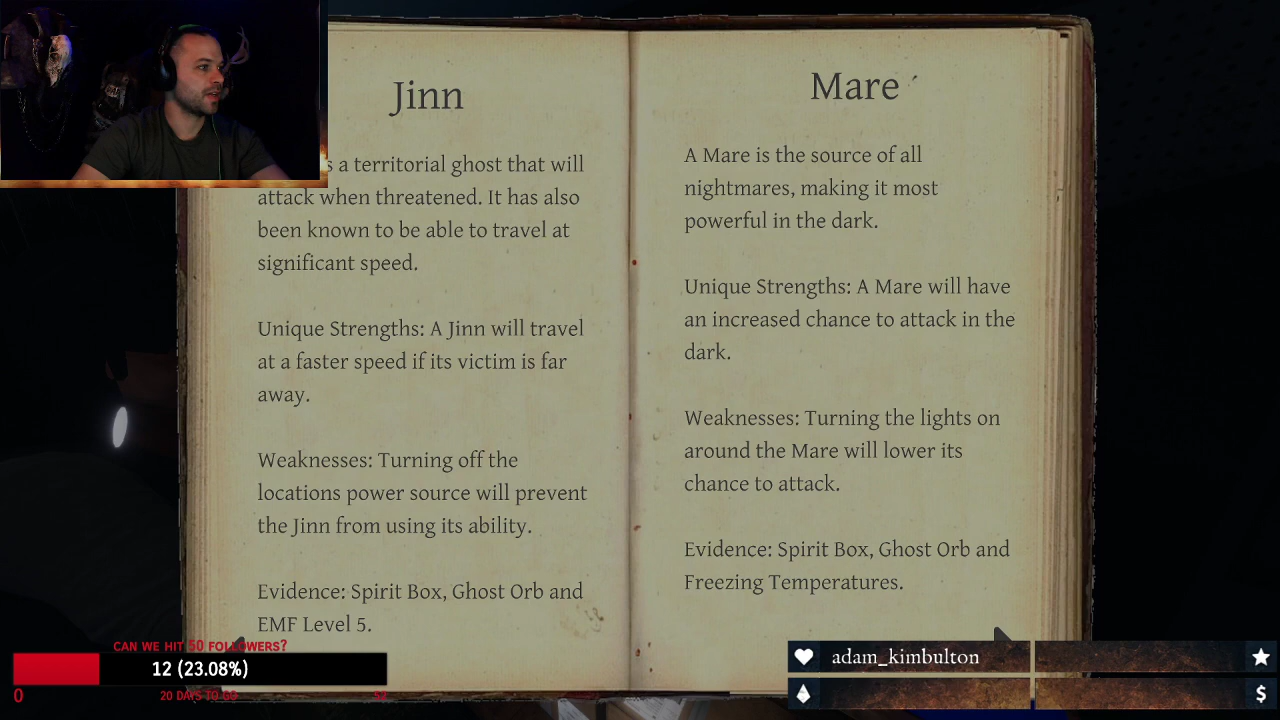 Jinn
s a territorial ghost that will
attack when threatened. It has also
been known to be able to travel at
significant speed.
Unique Strengths: A Jinn will travel
at a faster speed if its victim is far
away.
Weaknesses: Turning off the
locations power source will prevent
the Jinn from using its ability.
Evidence: Spirit Box, Ghost Orb and
EMF Level 5.
Mare
A Mare is the source of all
nightmares, making it most
powerful in the dark.
Unique Strengths: A Mare will have
an increased chance to attack in the
dark.
Weaknesses: Turning the lights on
around the Mare will lower its
chance to attack.
Evidence: Spirit Box, Ghost Orb and
Freezing Temperatures.
CAN WE HIT 50 FOLLOWERS?
12 (23.08%)
0 20 DAYS TO GO 52
adam_kimbulton
$